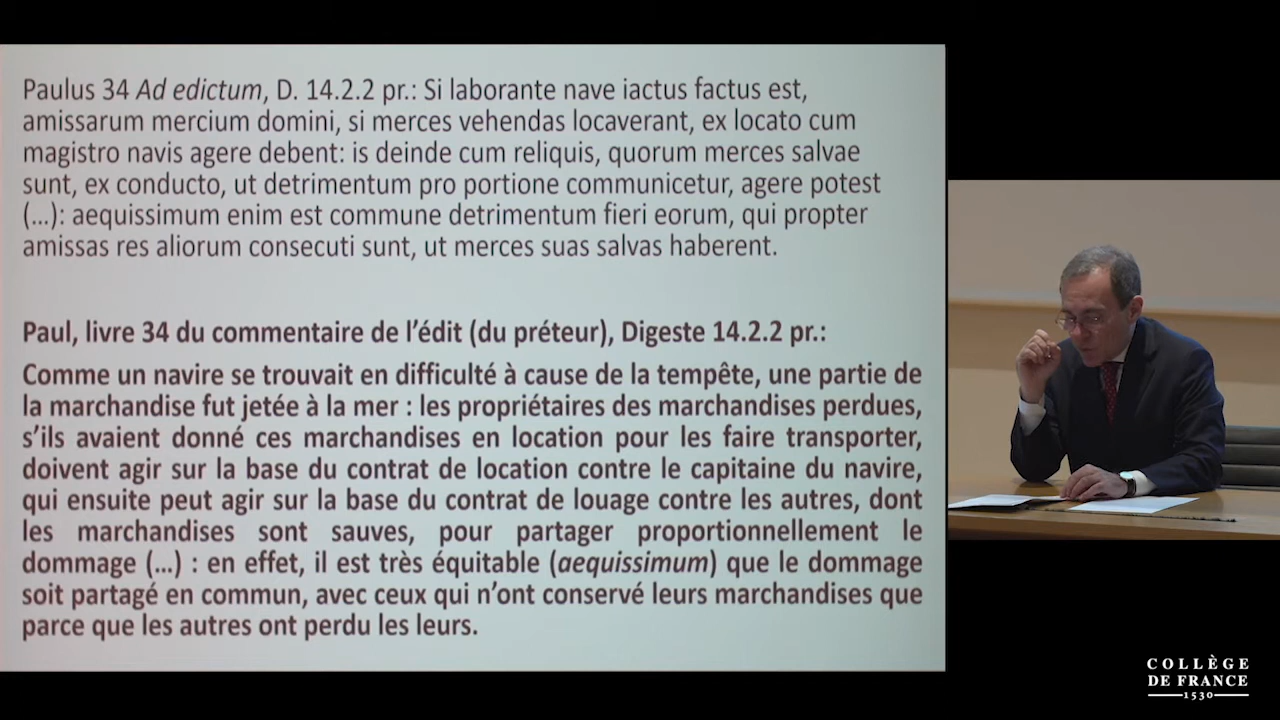 Paulus 34 Ad edictum, D. 14.2.2 pr.: Si laborante nave iactus factus est,
amissarum mercium domini, si merces vehendas locaverant, ex locato cum
magistro navis agere debent: is deinde cum reliquis, quorum merces salvae
sunt, ex conducto, ut detrimentum pro portione communicetur, agere potest
(...): aequissimum enim est commune detrimentum fieri eorum, qui propter
amissas res aliorum consecuti sunt, ut merces suas salvas haberent.
Paul, livre 34 du commentaire de l'édit (du préteur), Digeste 14.2.2 pr.:
Comme un navire se trouvait en difficulté à cause de la tempête, une partie de
la marchandise fut jetée à la mer : les propriétaires des marchandises perdues,
s'ils avaient donné ces marchandises en location pour les faire transporter,
doivent agir sur la base du contrat de location contre le capitaine du navire,
qui ensuite peut agir sur la base du contrat de louage contre les autres, dont
les marchandises sont sauves, pour partager proportionnellement le
dommage (...) : en effet, il est très équitable (aequissimum) que le dommage
soit partagé en commun, avec ceux qui n'ont conservé leurs marchandises que
parce que les autres ont perdu les leurs.
COLLÈGE
DE FRANCE
1530